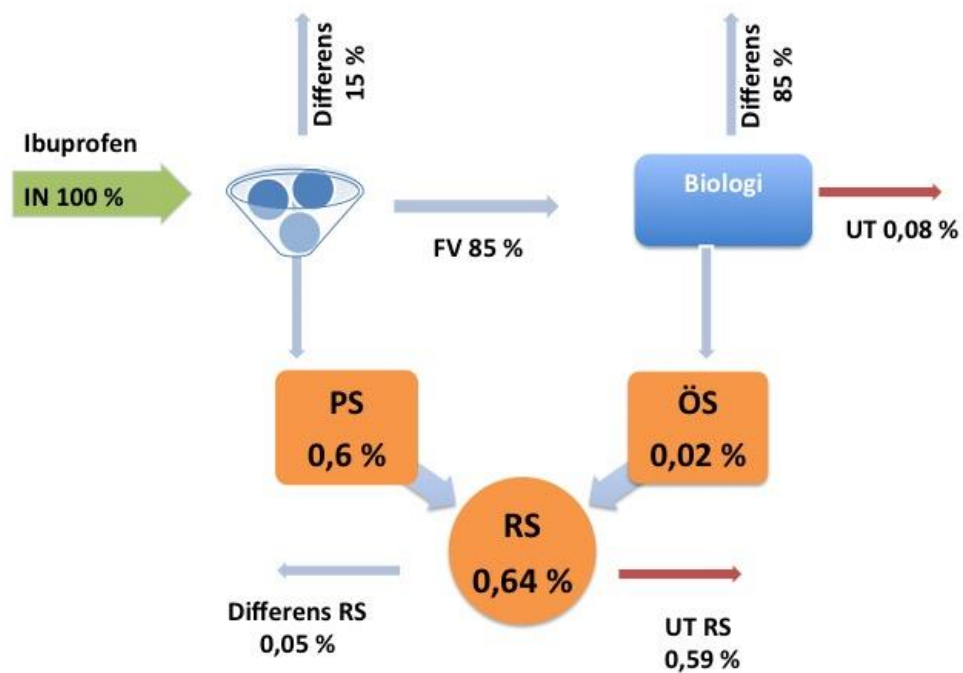 Differens
15 %
Differens
85 %
Ibuprofen
IN 100 %
Biologi
FV 85 %
UT 0,08 %
PS
0,6 %
ÖS
0,02 %
RS
0,64 %
Differens RS
0,05 %
UT RS
0,59 %